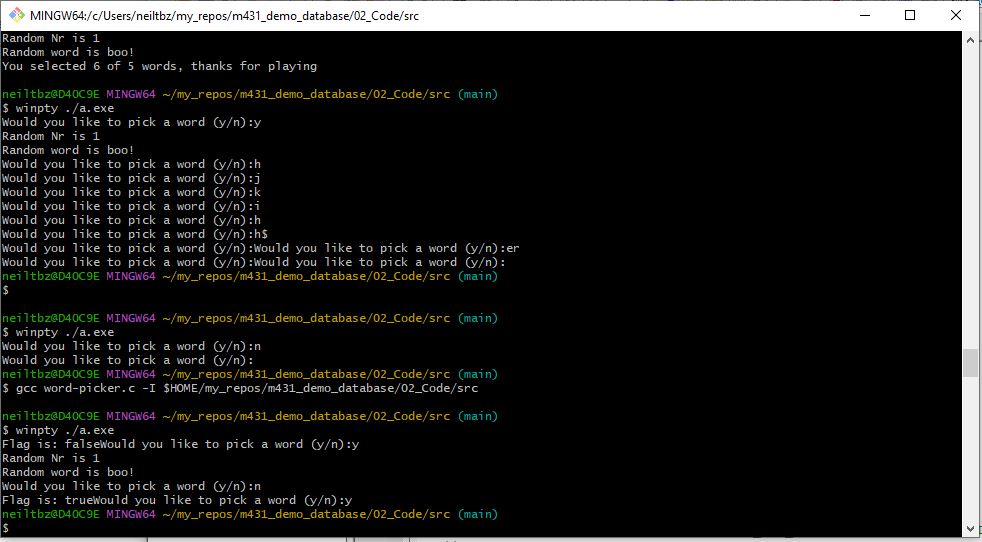 MINGW64:/c/Users/neiltbz/my_repos/m431_demo_database/02_Code/src
Random Nr is 1
Random word is boo!
You selected 6 of 5 words, thanks for playing
neiltbz@D40C9E MINGW64 ~/my_repos/m431_demo_database/02_Code/src (main)
$ winpty ./a.exe
Would you like to pick a word (y/n):y
Random Nr is 1
Random word is boo!
Would you like to pick a word (y/n):h
Would you like to pick a word (y/n):j
Would you like to pick a word (y/n):k
Would you like to pick a word (y/n):i
Would you like to pick a word (y/n):h
Would you like to pick a word (y/n):h$
Would you like to pick a word (y/n):Would you like to pick a word (y/n):er
Would you like to pick a word (y/n):Would you like to pick a word (y/n):
neiltbz@D40C9E MINGW64 ~/my_repos/m431_demo_database/02_Code/src (main)
$
neiltbz@D40C9E MINGW64 ~/my_repos/m431_demo_database/02_Code/src (main)
$ winpty ./a.exe
Would you like to pick a word (y/n):n
Would you like to pick a word (y/n):
neiltbz@D40C9E MINGW64 ~/my_repos/m431_demo_database/02_Code/src (main)
$ gcc word-picker.c -I $HOME/my_repos/m431_demo_database/02_Code/src
neiltbz@D40C9E MINGW64 ~/my_repos/m431_demo_database/02_Code/src (main)
$ winpty ./a.exe
Flag is: falseWould you like to pick a word (y/n):y
Random Nr is 1
Random word is boo!
Would you like to pick a word (y/n):n
Flag is: trueWould you like to pick a word (y/n):y
neiltbz@D40C9E MINGW64 ~/my_repos/m431_demo_database/02_Code/src (main)
$